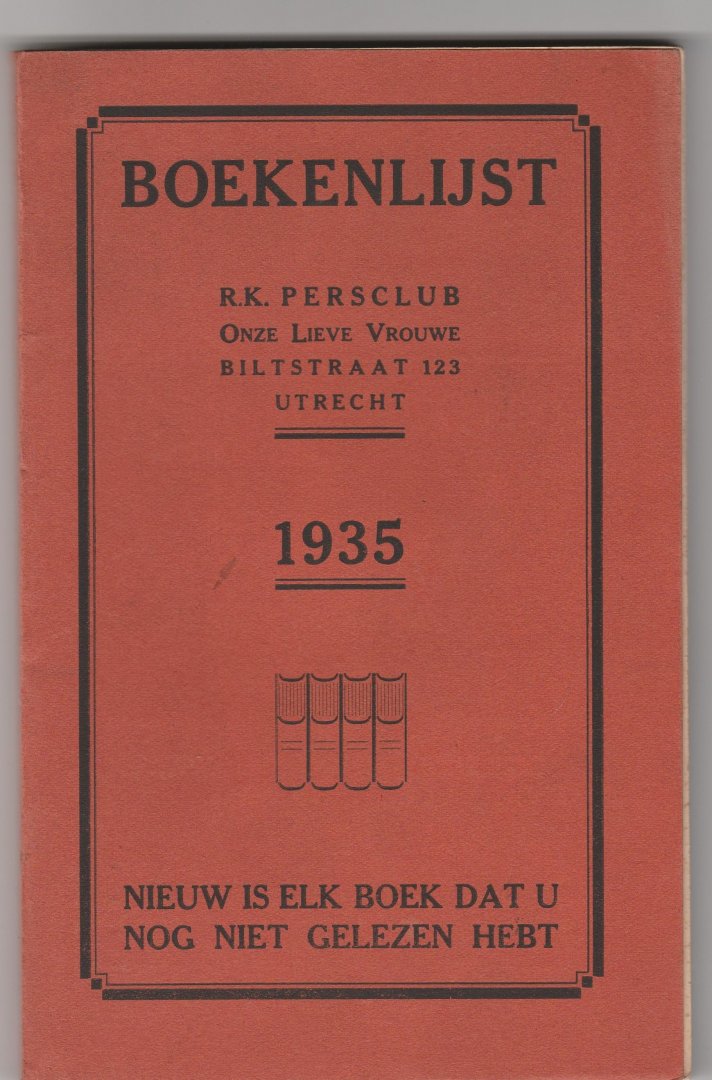 BOEKENLIJST
R.K. PERSCLUB
ONZE LIEVE VROUWE
BILTSTRAAT 123
UTRECHT
1935
NIEUW IS ELK BOEK DAT U
NOG NIET GELEZEN HEBT